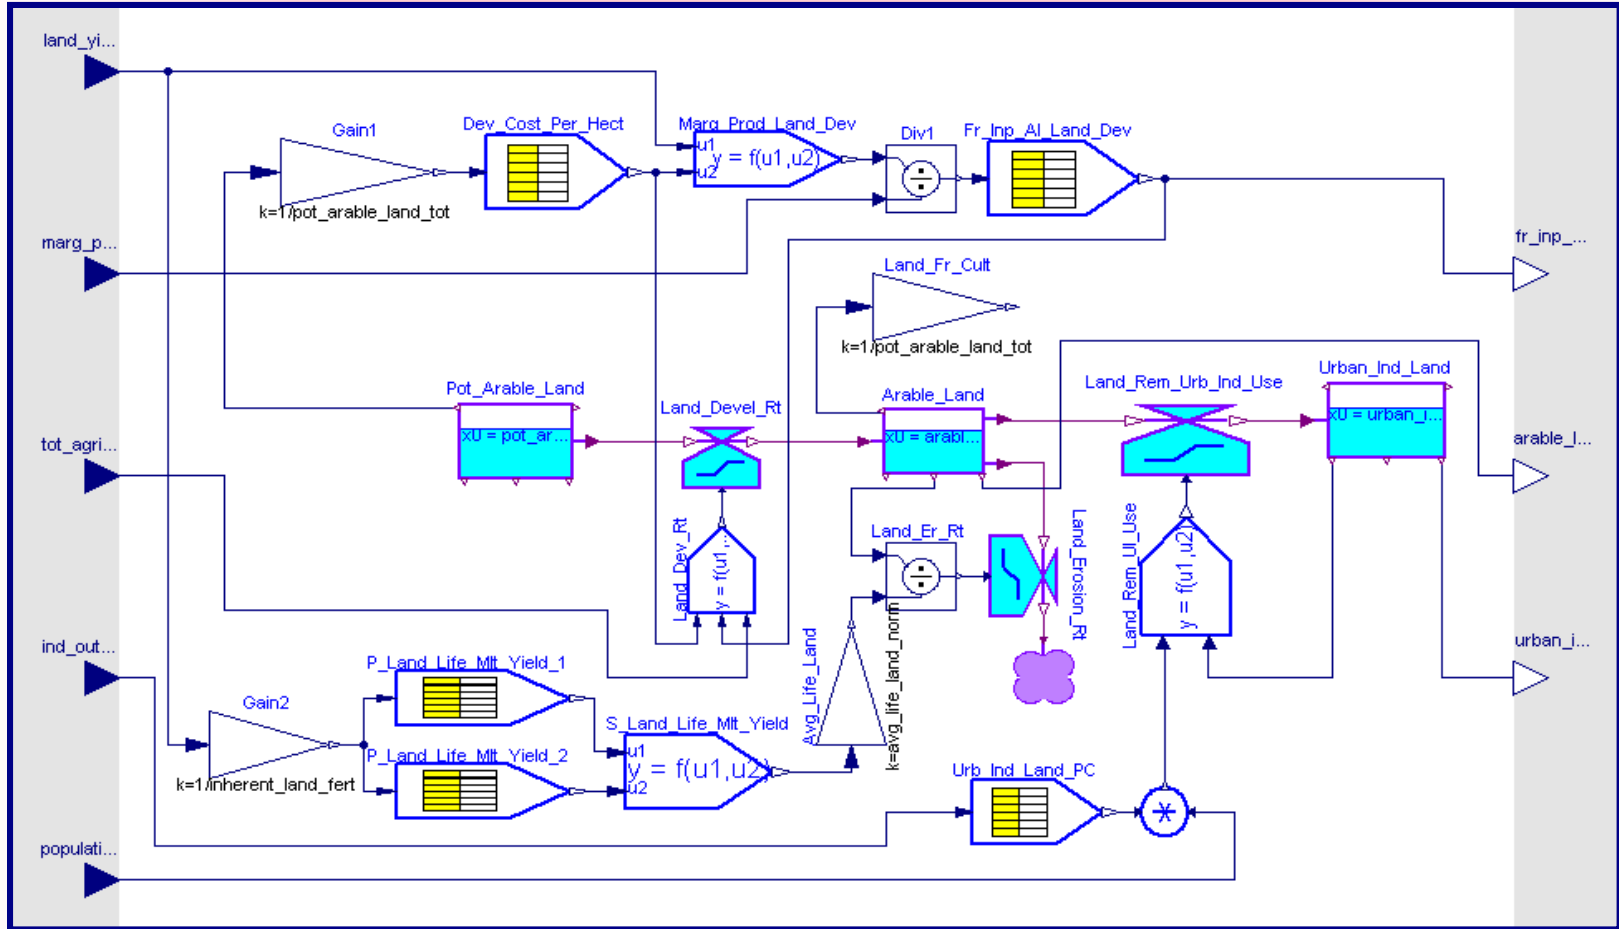 land_yi...
Gain1
Dev_Cost_Per_Hect
Marg_Prod_Land_Dev
Div1
Fr_Inp_Al_Land_Dev
u1
u2
y = f(u1,u2)
k=1/pot_arable_land_tot
marg_p...
fr_inp_...
Land_Fr_Cult
k=1/pot_arable_land_tot
Pot_Arable_Land
Land_Devel_Rt
Arable_Land
Land_Rem_Urb_Ind_Use
Urban_Ind_Land
xU = pot_ar...
xU = arabl...
xU = urban_i...
tot_agri...
arable_l...
Land_Dev_Rt
y = f(u1,...
Land_Er_Rt
Land_Erosion_Rt
Land_Rem_UI_Use
y = f(u1,u2)
ind_out...
urban_i...
P_Land_Life_Mlt_Yield_1
Gain2
k=1/inherent_land_fert
P_Land_Life_Mlt_Yield_2
S_Land_Life_Mlt_Yield
u1
u2
y = f(u1,u2)
Avg_Life_Land
k=avg_life_land_norm
Urb_Ind_Land_PC
populati...